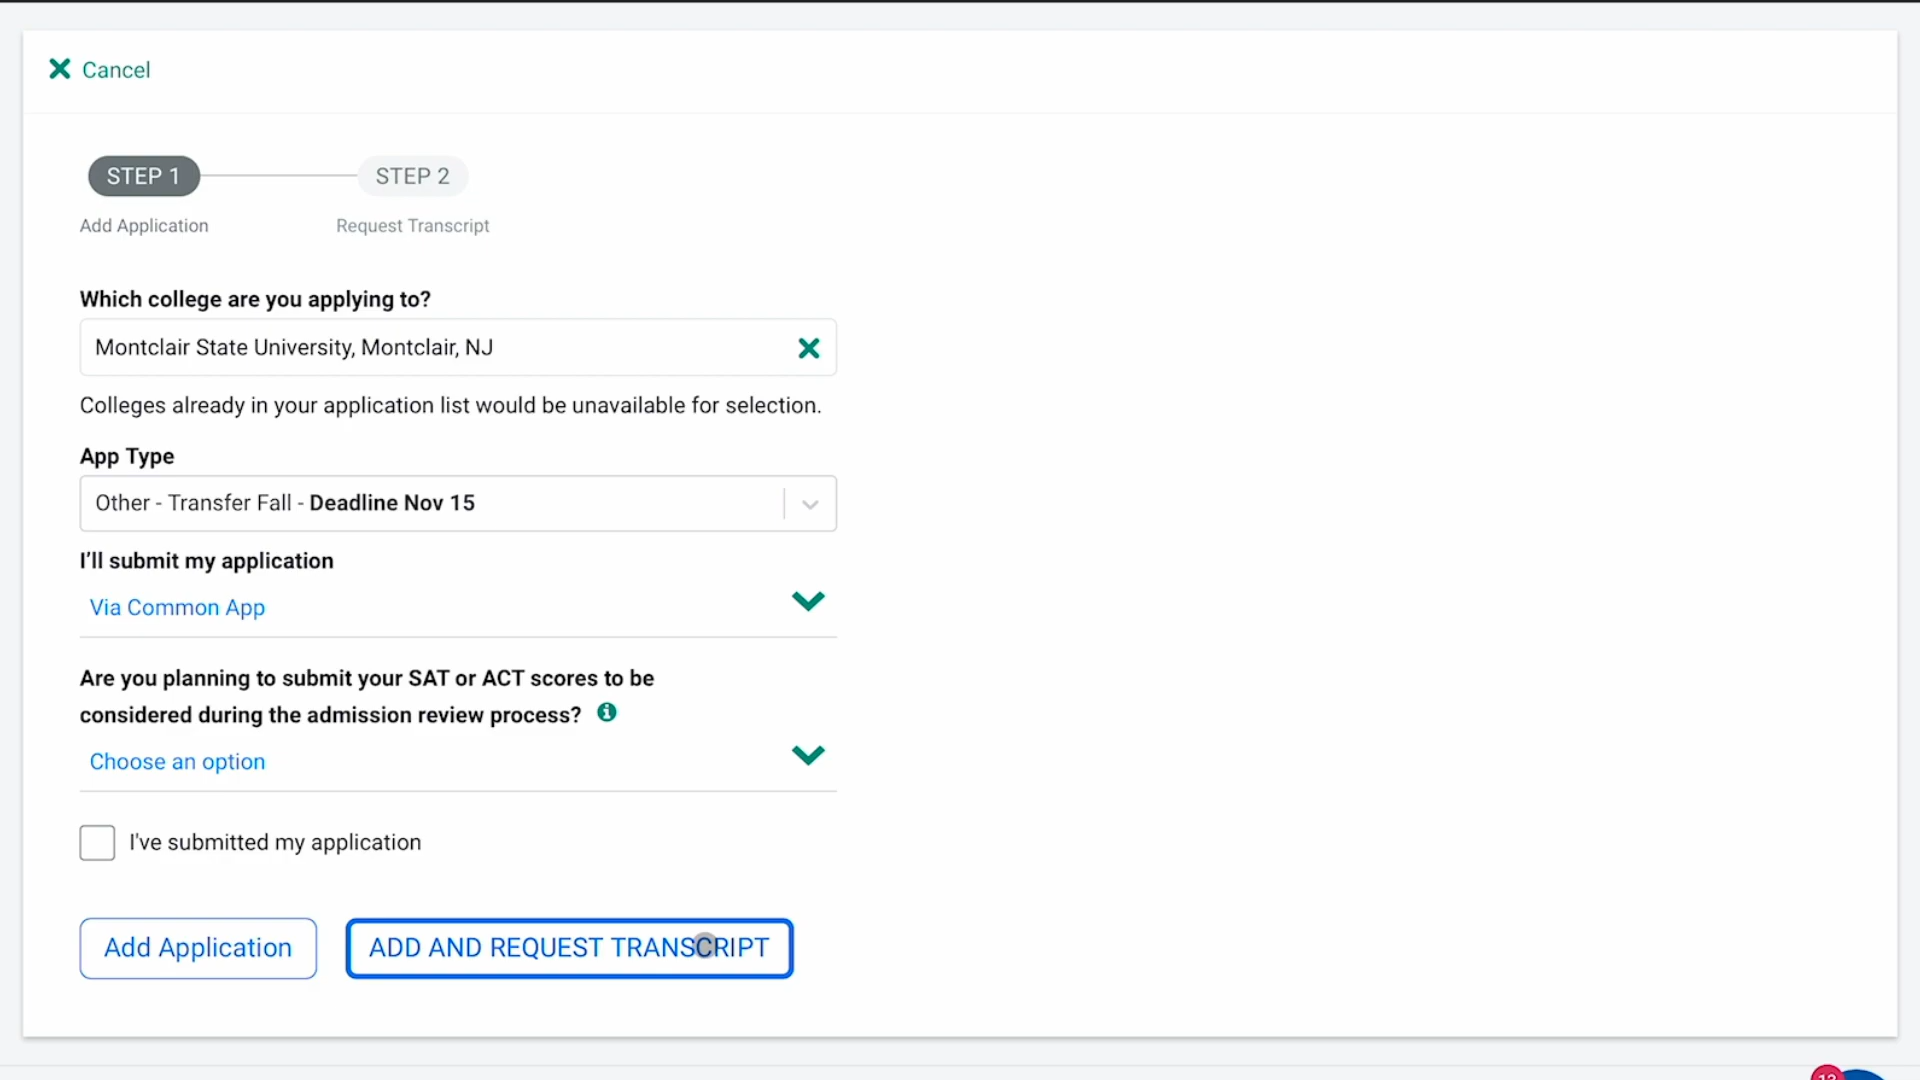 Cancel
STEP 1
STEP 2
Add Application
Request Transcript
Which college are you applying to?
Montclair State University, Montclair, NJ
Colleges already in your application list would be unavailable for selection.
App Type
Other - Transfer Fall - Deadline Nov 15
I'll submit my application
Via Common App
Are you planning to submit your SAT or ACT scores to be
considered during the admission review process?
Choose an option
I've submitted my application
Add Application
ADD AND REQUEST TRANSCRIPT